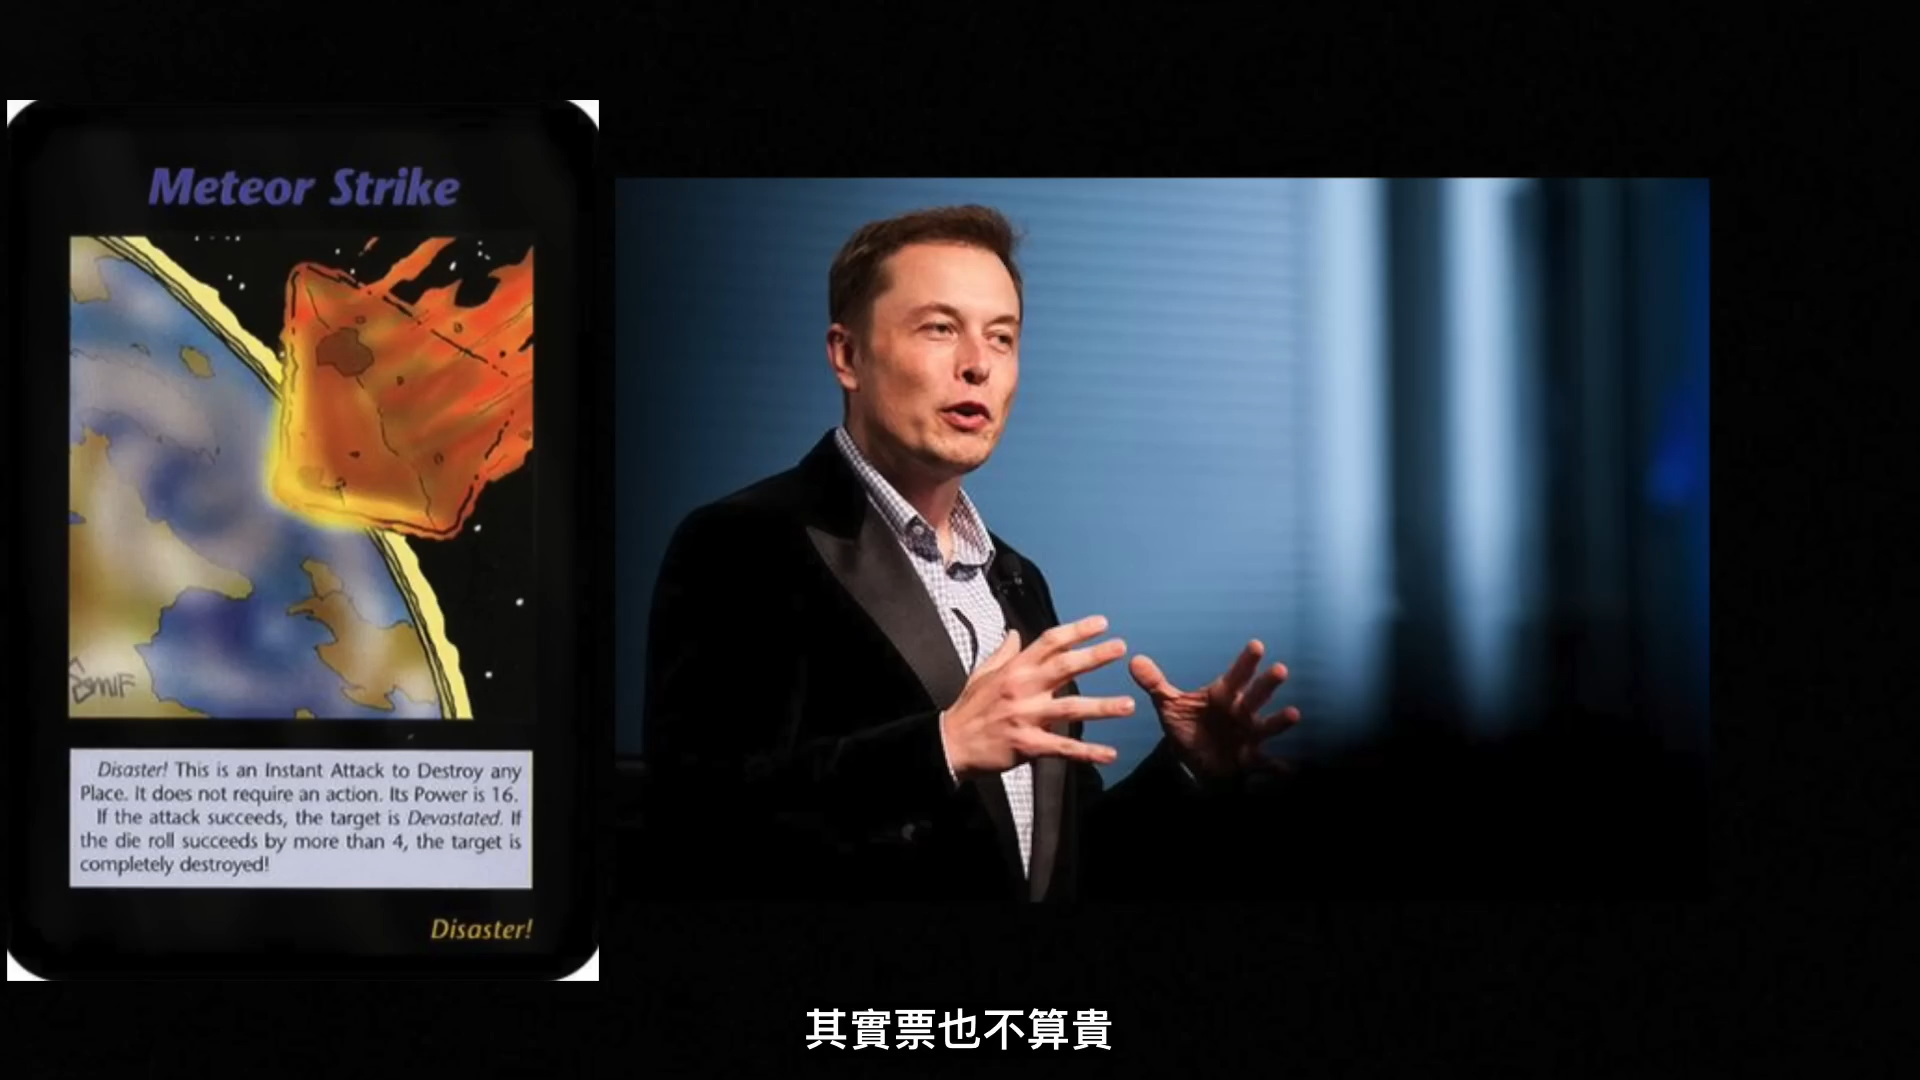 Meteor Strike
SMIF
Disaster! This is an Instant Attack to Destroy any
Place. It does not require an action. Its Power is 16.
If the attack succeeds, the target is Devastated. If
the die roll succeeds by more than 4, the target is
completely destroyed!
Disaster!
其實票也不算貴